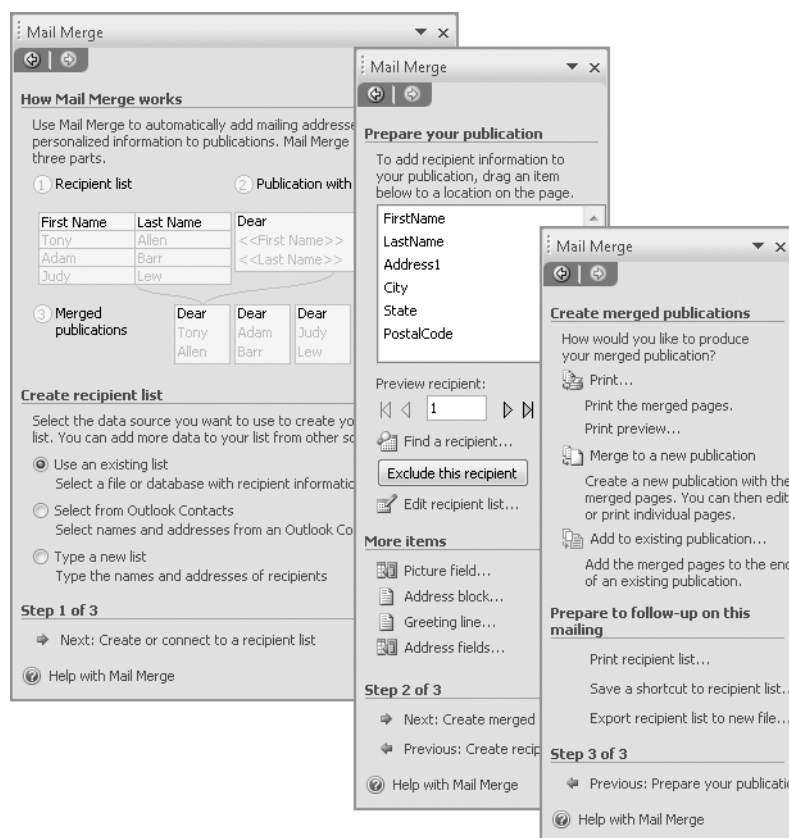 Mail Merge
How Mail Merge works
Use Mail Merge to automatically add mailing
personalized information to publications. Mail Merge
three parts.
1 Recipient list
2 Publication with
First Name Last Name
Tony Allen
Adam Barr
Judy Lew
Dear
<<First Name>>
<<Last Name>>
3 Merged
publications
Dear
Tony
Allen
Dear
Adam
Barr
Dear
Judy
Lew
Create recipient list
Select the data source you want to use to create
list. You can add more data to your list from other
Use an existing list
Select a file or database with recipient
Select from Outlook Contacts
Select names and addresses from an Outlook
Type a new list
Type the names and addresses of recipients
Step 1 of 3
Next: Create or connect to a recipient list
Help with Mail Merge
Mail Merge
Prepare your publication
To add recipient information to
your publication, drag an item
below to a location on the page.
FirstName
LastName
Address1
City
State
PostalCode
Preview recipient:
1
Find a recipient...
Exclude this recipient
Edit recipient list...
More items
Picture field...
Address block...
Greeting line...
Address fields...
Step 2 of 3
Next: Create merged
Previous: Create
Help with Mail Merge
Mail Merge
Create merged publications
How would you like to produce
your merged publication?
Print...
Print the merged pages.
Print preview...
Merge to a new publication
Create a new publication with the
merged pages. You can then edit
or print individual pages.
Add to existing publication...
Add the merged pages to the end
of an existing publication.
Prepare to follow-up on this
mailing
Print recipient list...
Save a shortcut to recipient list..
Export recipient list to new file...
Step 3 of 3
Previous: Prepare your
Help with Mail Merge